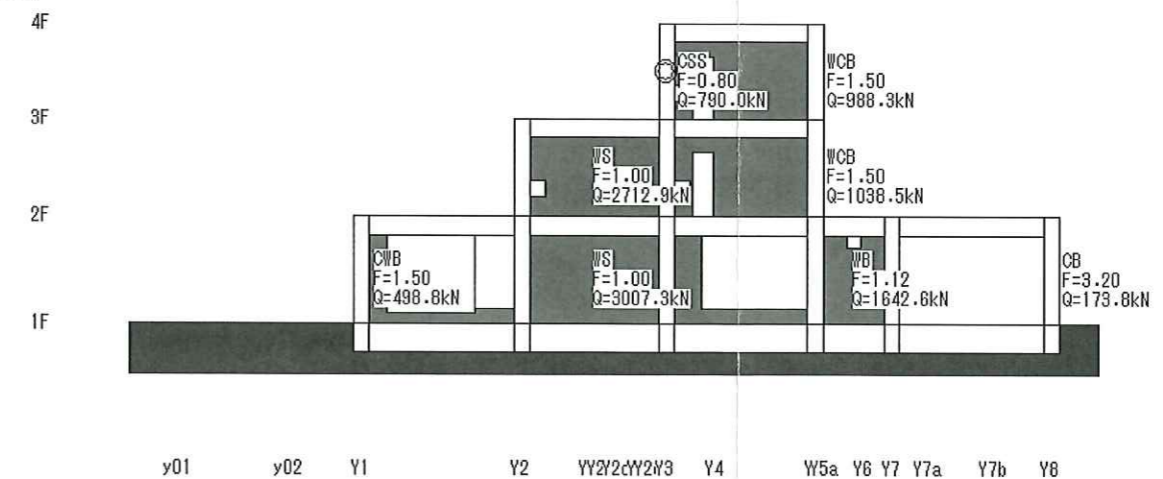 4F
CSS
F=0.80
Q=790.0kN
WCB
F=1.50
Q=988.3kN
3F
WS
F=1.00
Q=2712.9kN
WCB
F=1.50
Q=1038.5kN
2F
CWB
F=1.50
Q=498.8kN
WS
F=1.00
Q=3007.3kN
WB
F=1.12
Q=1642.6kN
CB
F=3.20
Q=173.8kN
1F
y01 y02 Y1 Y2 Y3 Y4 Y6 Y7 Y7a Y7b Y8